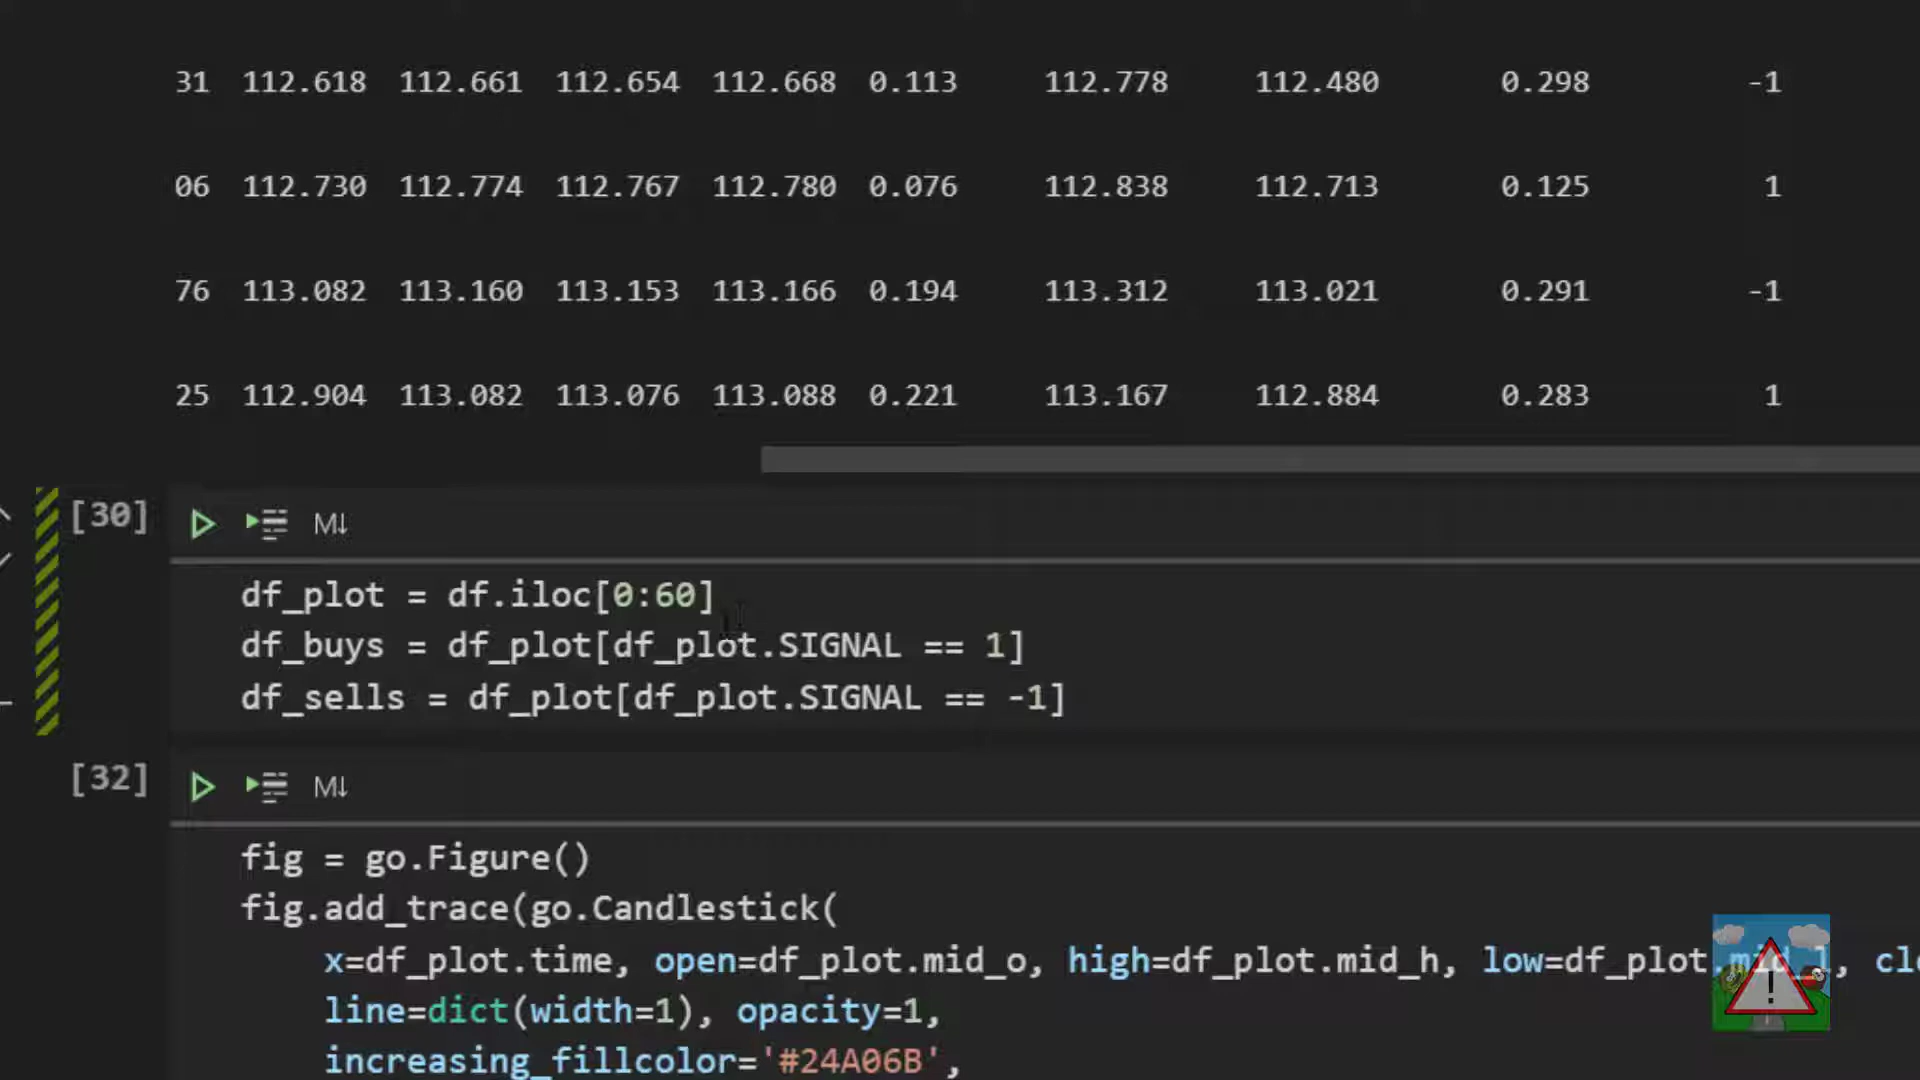 31 112.618 112.661 112.654 112.668 0.113 112.778 112.480 0.298 -1
06 112.730 112.774 112.767 112.780 0.076 112.838 112.713 0.125 1
76 113.082 113.160 113.153 113.166 0.194 113.312 113.021 0.291 -1
25 112.904 113.082 113.076 113.088 0.221 113.167 112.884 0.283 1
[30] M↓
df_plot = df.iloc[0:60]
df_buys = df_plot[df_plot.SIGNAL == 1]
df_sells = df_plot[df_plot.SIGNAL == -1]
[32] M↓
fig = go.Figure()
fig.add_trace(go.Candlestick(
x=df_plot.time, open=df_plot.mid_o, high=df_plot.mid_h, low=df_plot.mid_l, cl
line=dict(width=1), opacity=1,
increasing_fillcolor='#24A06B',